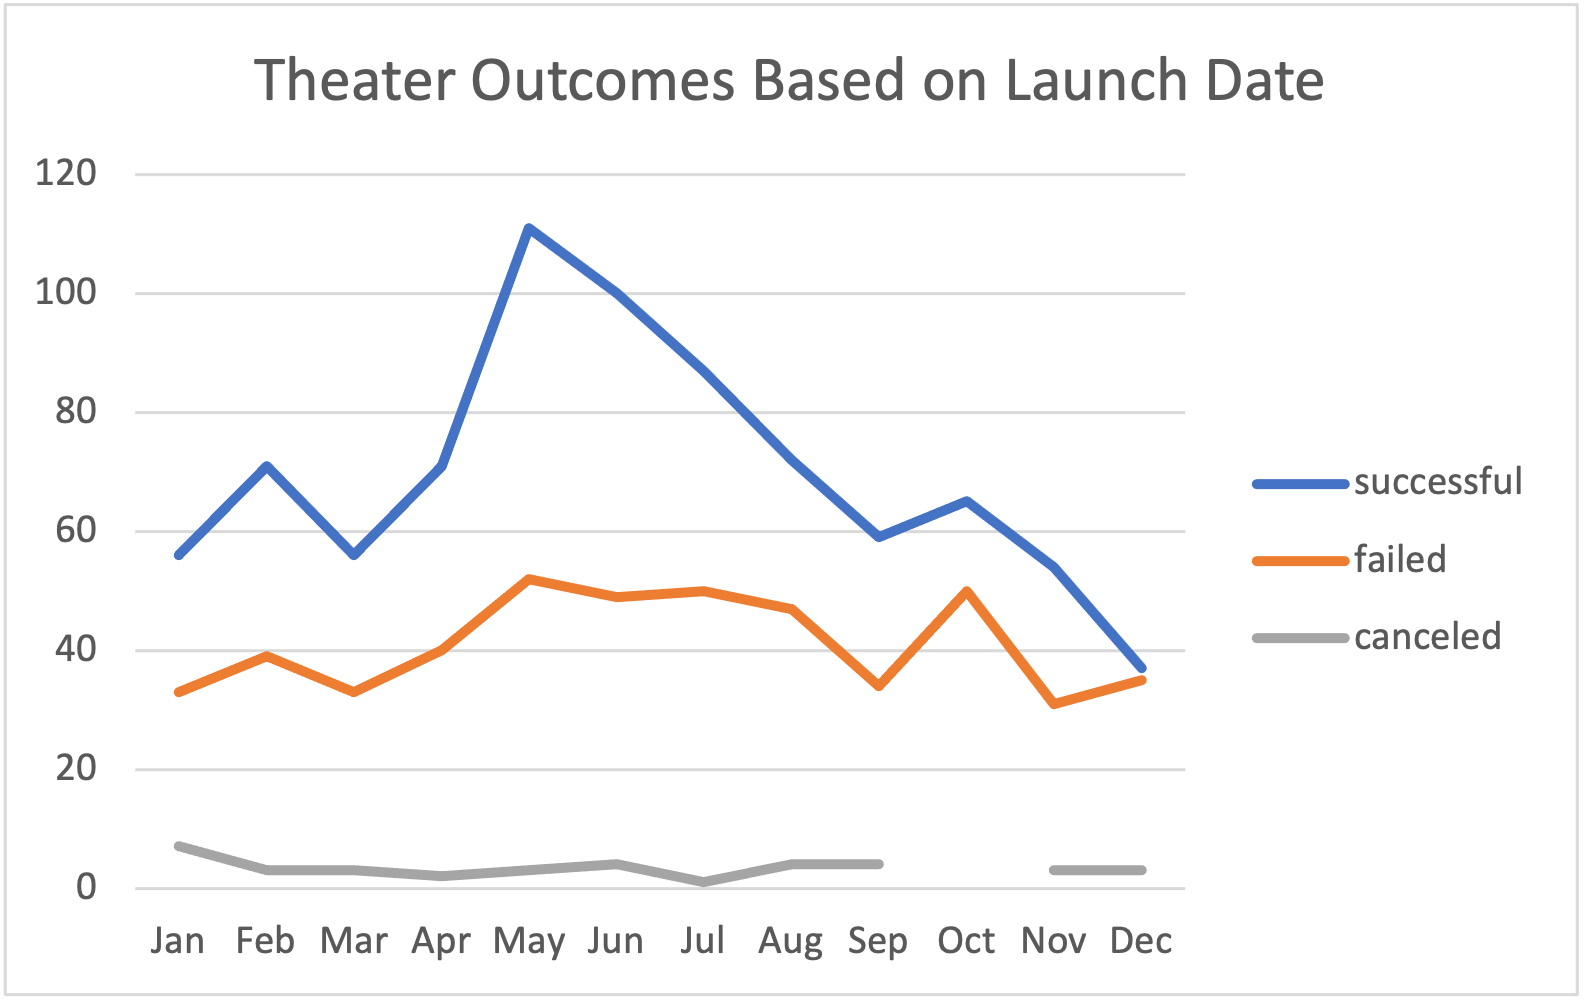 Theater Outcomes Based on Launch Date
120
100
80
60
40
20
0
Jan Feb Mar Apr May Jun Jul Aug Sep Oct Nov Dec
successful
failed
canceled